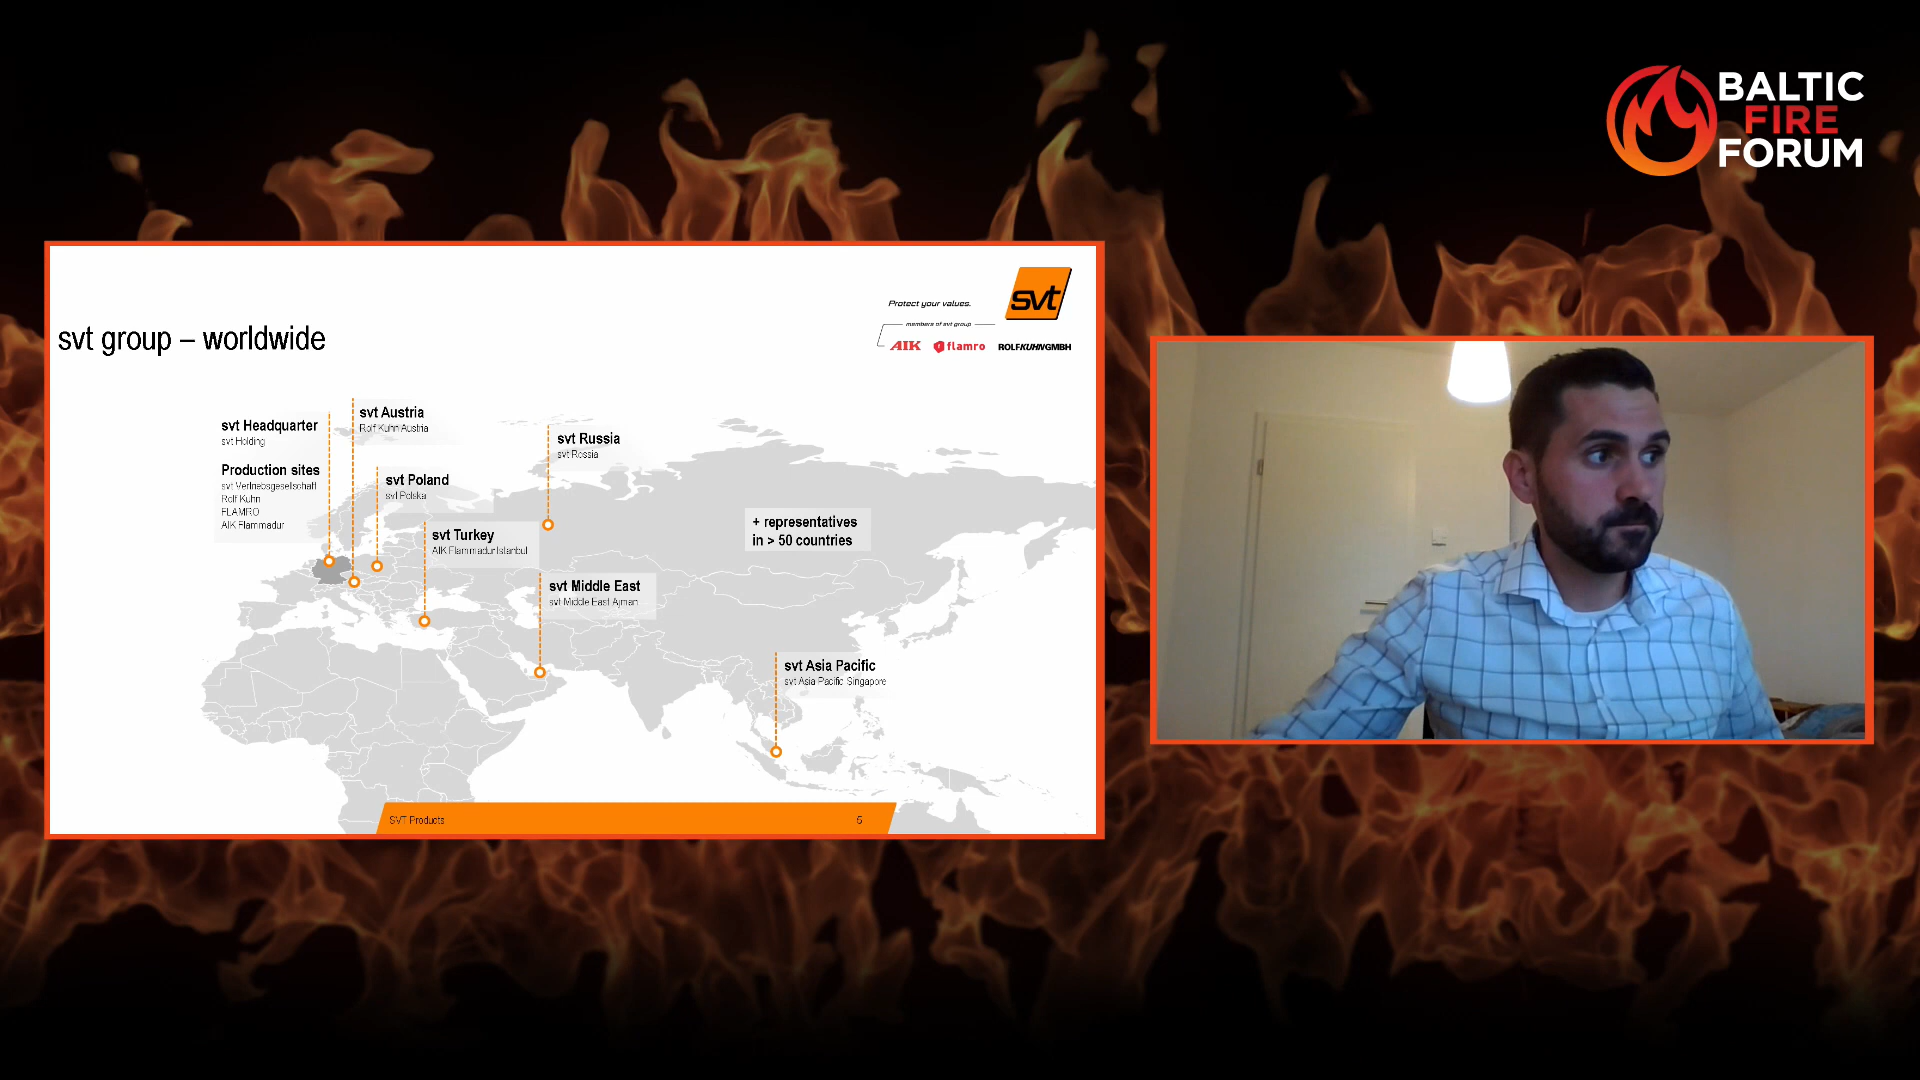 BALTIC
FIRE
FORUM
svt
Protect your values.
members of svt group
AIK flamro ROLFKUHNGMBH
svt group – worldwide
svt Headquarter
svt Holding
Production sites
svt Vertriebsgesellschaft
Rolf Kuhn
FLAMRO
AIK Flammadur
svt Austria
Rolf Kuhn Austria
svt Poland
svt Polska
svt Turkey
AIK Flammadur Istanbul
svt Russia
svt Rossia
svt Middle East
svt Middle East Ajman
+ representatives
in > 50 countries
svt Asia Pacific
svt Asia Pacific Singapore
SVT Products 5